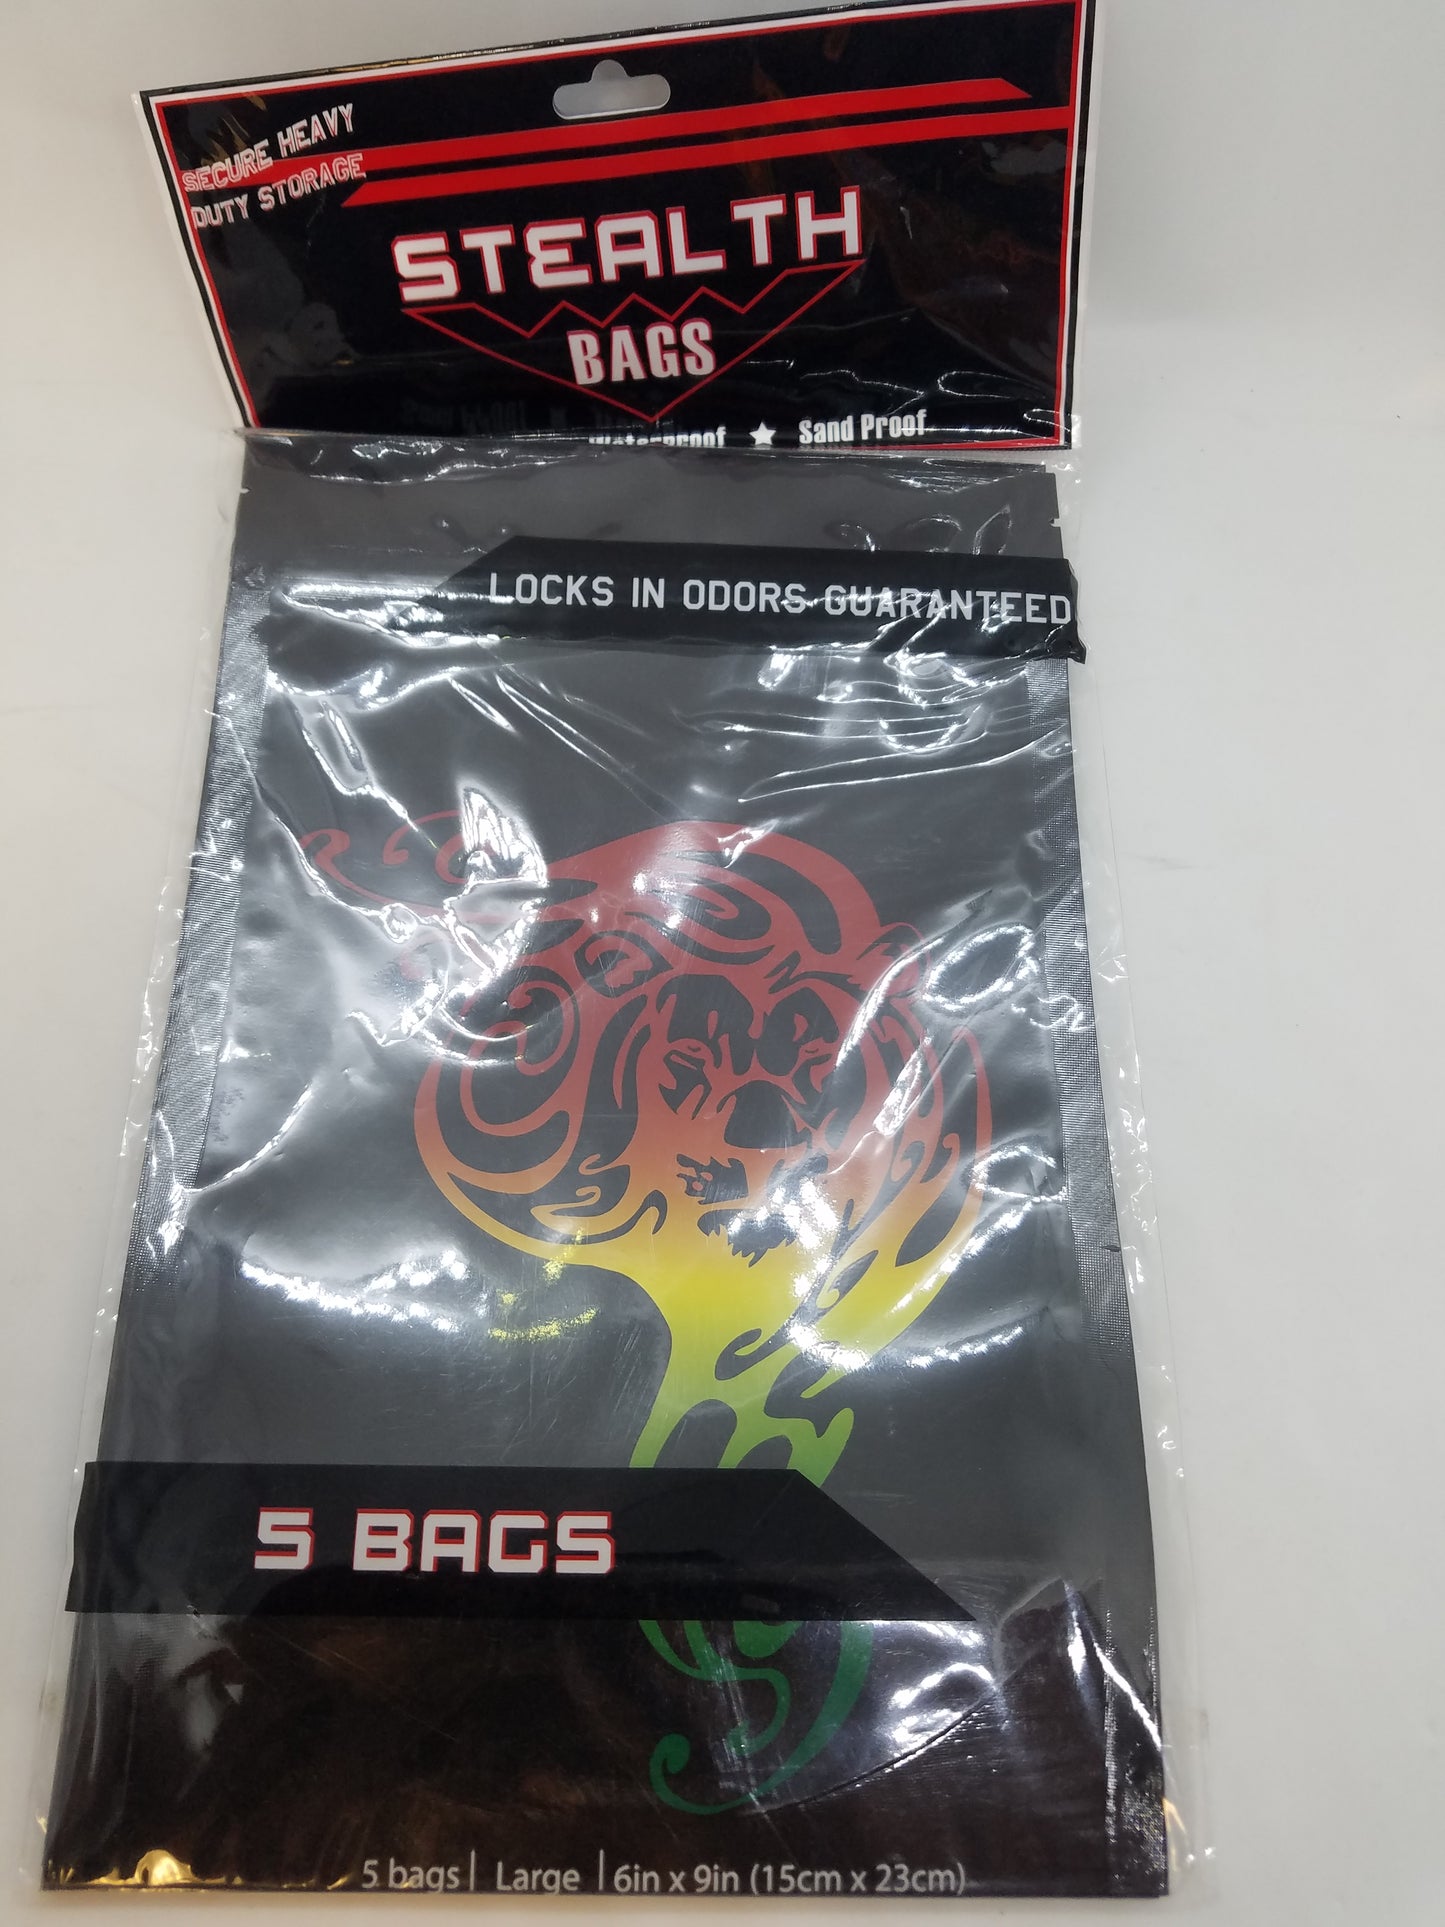 SECURE HEAVY
DUTY STORAGE
STEALTH
BAGS
Waterproof ★ Sand Proof
LOCKS IN ODORS GUARANTEED
5 BAGS
5 bags | Large | 6in x 9in (15cm x 23cm)